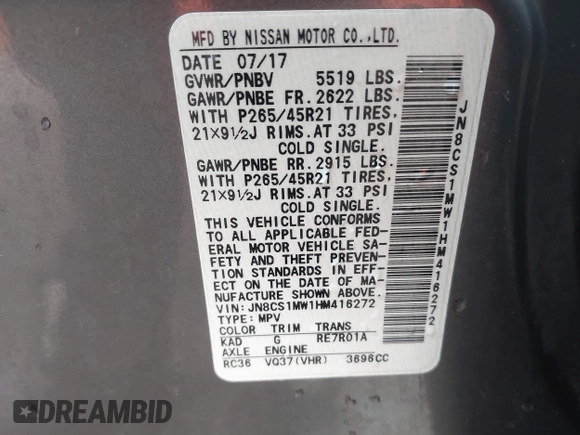 MFD BY NISSAN MOTOR CO.,LTD.
DATE 07/17
GVWR/PNBV 5519 LBS.
GAWR/PNBE FR. 2622 LBS.
WITH P265/45R21 TIRES,
21×9½J RIMS.AT 33 PSI
COLD SINGLE.
GAWR/PNBE RR. 2915 LBS.
WITH P265/45R21 TIRES,
21×9½J RIMS.AT 33 PSI
COLD SINGLE.
THIS VEHICLE CONFORMS
TO ALL APPLICABLE FED-
ERAL MOTOR VEHICLE SA-
FETY AND THEFT PREVEN-
TION STANDARDS IN EFF-
ECT ON THE DATE OF MA-
NUFACTURE SHOWN ABOVE.
VIN: JN8CS1MW1HM416272
TYPE: MPV
COLOR TRIM TRANS
KAD G RE7R01A
AXLE ENGINE
RC36 VQ37(VHR) 3696CC
JN8CS1MW1HM416272
DREAMBID